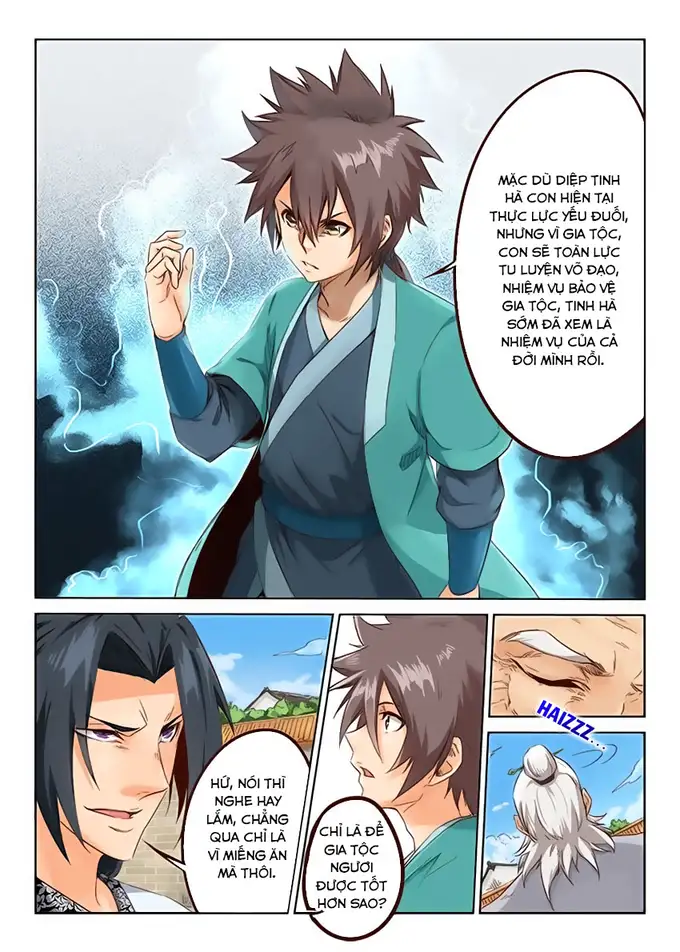 MẶC DÙ DIỆP TINH
HÀ CON HIỆN TẠI
THỰC LỰC YẾU ĐUỐI,
NHƯNG VÌ GIA TỘC,
CON SẼ TOÀN LỰC
TU LUYỆN VÕ ĐẠO,
NHIỆM VỤ BẢO VỆ
GIA TỘC, TINH HÀ
SỚM ĐÃ XEM LÀ
NHIỆM VỤ CỦA CẢ
ĐỜI MÌNH RỒI.
HỨ, NÓI THÌ
NGHE HAY
LẮM, CHẲNG
QUA CHỈ LÀ
VÌ MIẾNG ĂN
MÀ THÔI.
CHỈ LÀ ĐỂ
GIA TỘC
NGƯƠI
ĐƯỢC TỐT
HƠN SAO?
HAIZZZ...